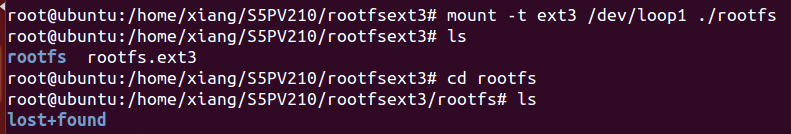 root@ubuntu:/home/xiang/S5PV210/rootfsext3# mount -t ext3 /dev/loop1 ./rootfs
root@ubuntu:/home/xiang/S5PV210/rootfsext3# ls
rootfs  rootfs.ext3
root@ubuntu:/home/xiang/S5PV210/rootfsext3# cd rootfs
root@ubuntu:/home/xiang/S5PV210/rootfsext3/rootfs# ls
lost+found